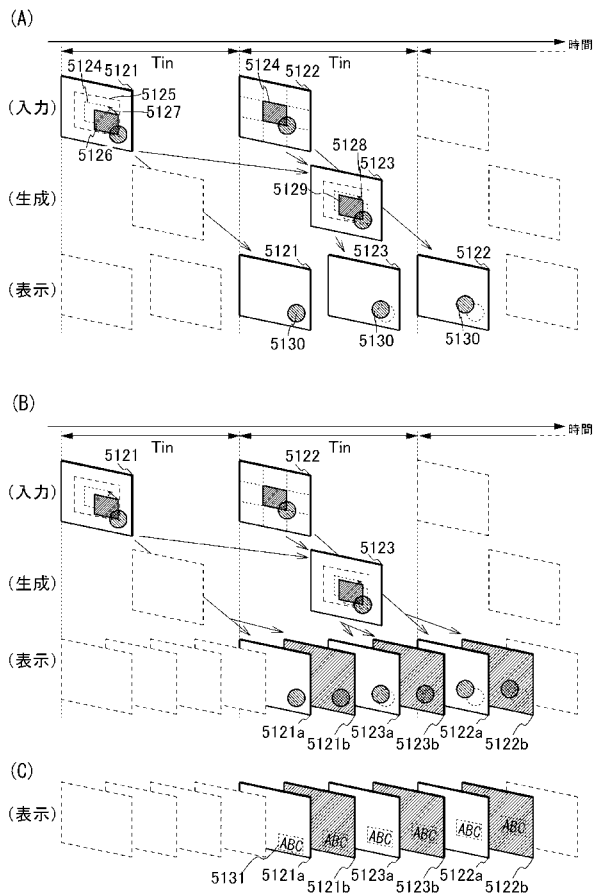 (A)
時間
Tin Tin
5124 5121 5124 5122
5125
5127
(入力)
5126
5123
5128
(生成)
5129
5121 5123 5122
(表示)
5130 5130 5130
(B)
時間
Tin Tin
5121 5122
(入力)
5123
(生成)
(表示)
5121a 5123a 5122a
5121b 5123b 5122b
(C)
(表示)
ABC ABC ABC ABC ABC ABC
5131 5121a 5123a 5122a
5121b 5123b 5122b